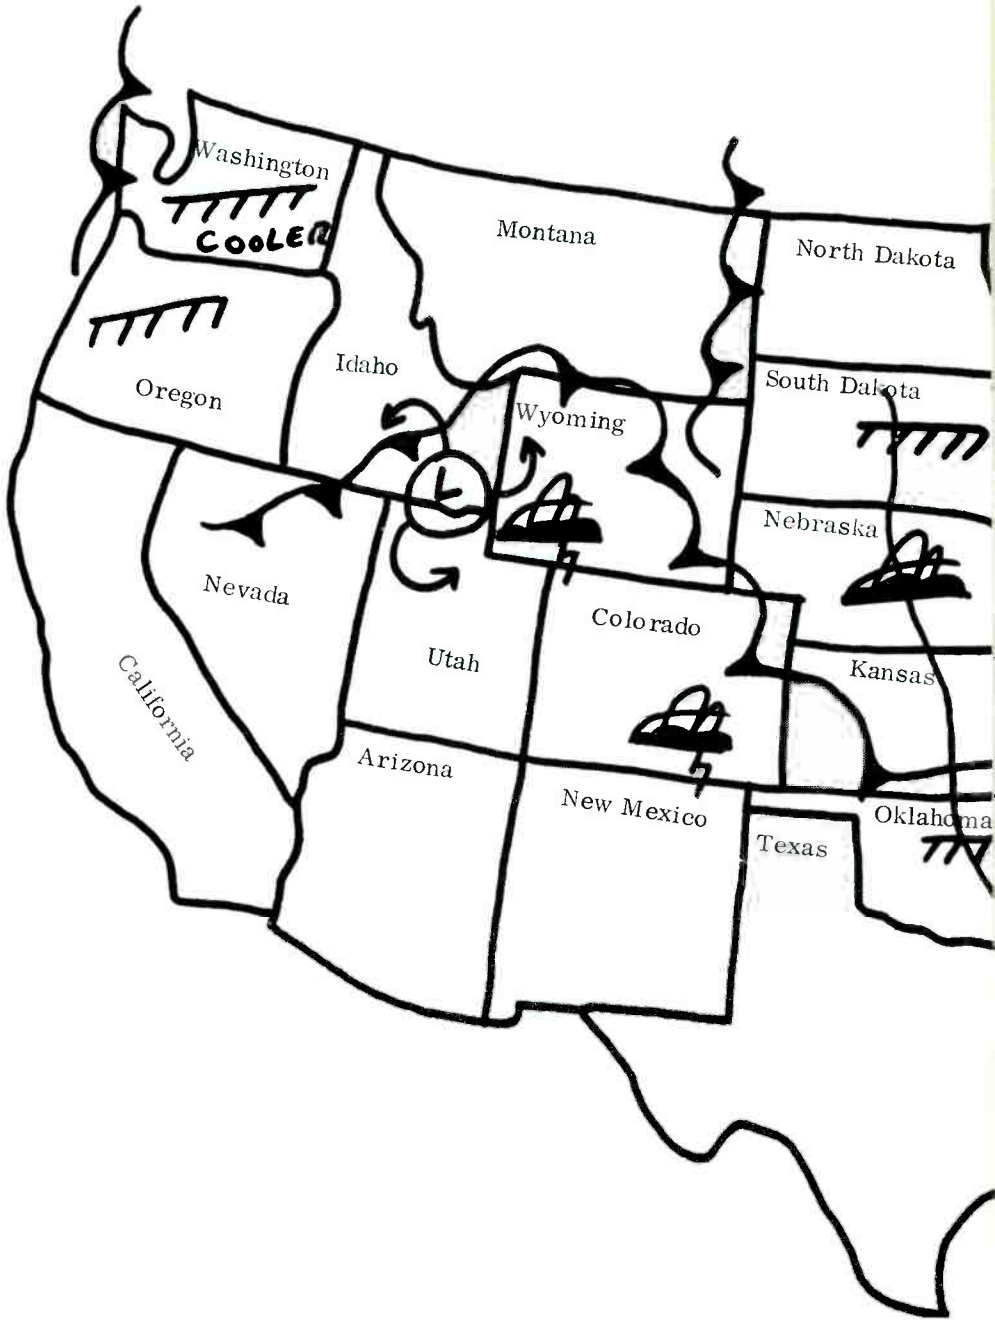 Washington
COOLER
Montana
North Dakota
Idaho
South Dakota
Oregon
Wyoming
L
Nebraska
Nevada
Colorado
Utah
Kansas
California
Arizona
New Mexico
Oklahoma
Texas